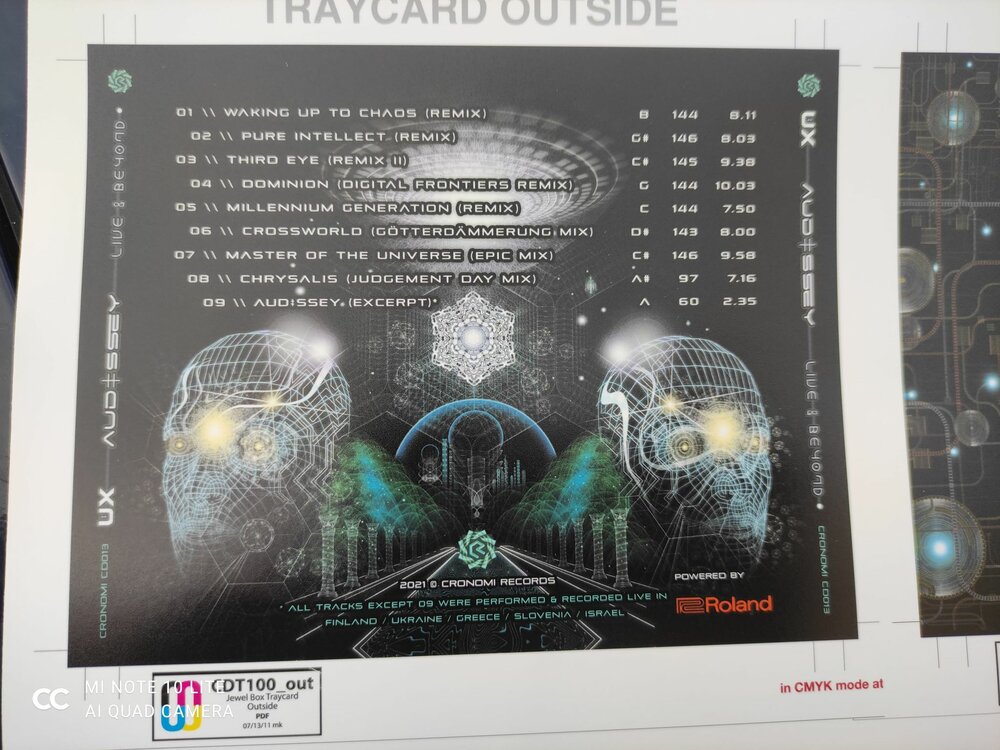 TRAYCARD OUTSIDE
01 \\ WAKING UP TO CHAOS (REMIX) B 144 8.11
02 \\ PURE INTELLECT (REMIX) G# 146 8.03
03 \\ THIRD EYE (REMIX II) C# 145 9.38
04 \\ DOMINION (DIGITAL FRONTIERS REMIX) G 144 10.03
05 \\ MILLENNIUM GENERATION (REMIX) C 144 7.50
06 \\ CROSSWORLD (GÖTTERDÄMMERUNG MIX) D# 143 8.00
07 \\ MASTER OF THE UNIVERSE (EPIC MIX) C# 146 9.58
08 \\ CHRYSALIS (JUDGEMENT DAY MIX) A# 97 7.16
09 \\ AUD‡SSEY (EXCERPT)* A 60 2.35
CRONOMI CD013 UX AUD‡SSEY LIVE & BEYOND
UX AUD‡SSEY LIVE & BEYOND CRONOMI CD013
2021 © CRONOMI RECORDS
* ALL TRACKS EXCEPT 09 WERE PERFORMED & RECORDED LIVE IN
FINLAND / UKRAINE / GREECE / SLOVENIA / ISRAEL
POWERED BY
Roland
CDT100_out
Jewel Box Traycard
Outside
PDF
07/13/11 mk
in CMYK mode at
MI NOTE 10 LITE
AI QUAD CAMERA